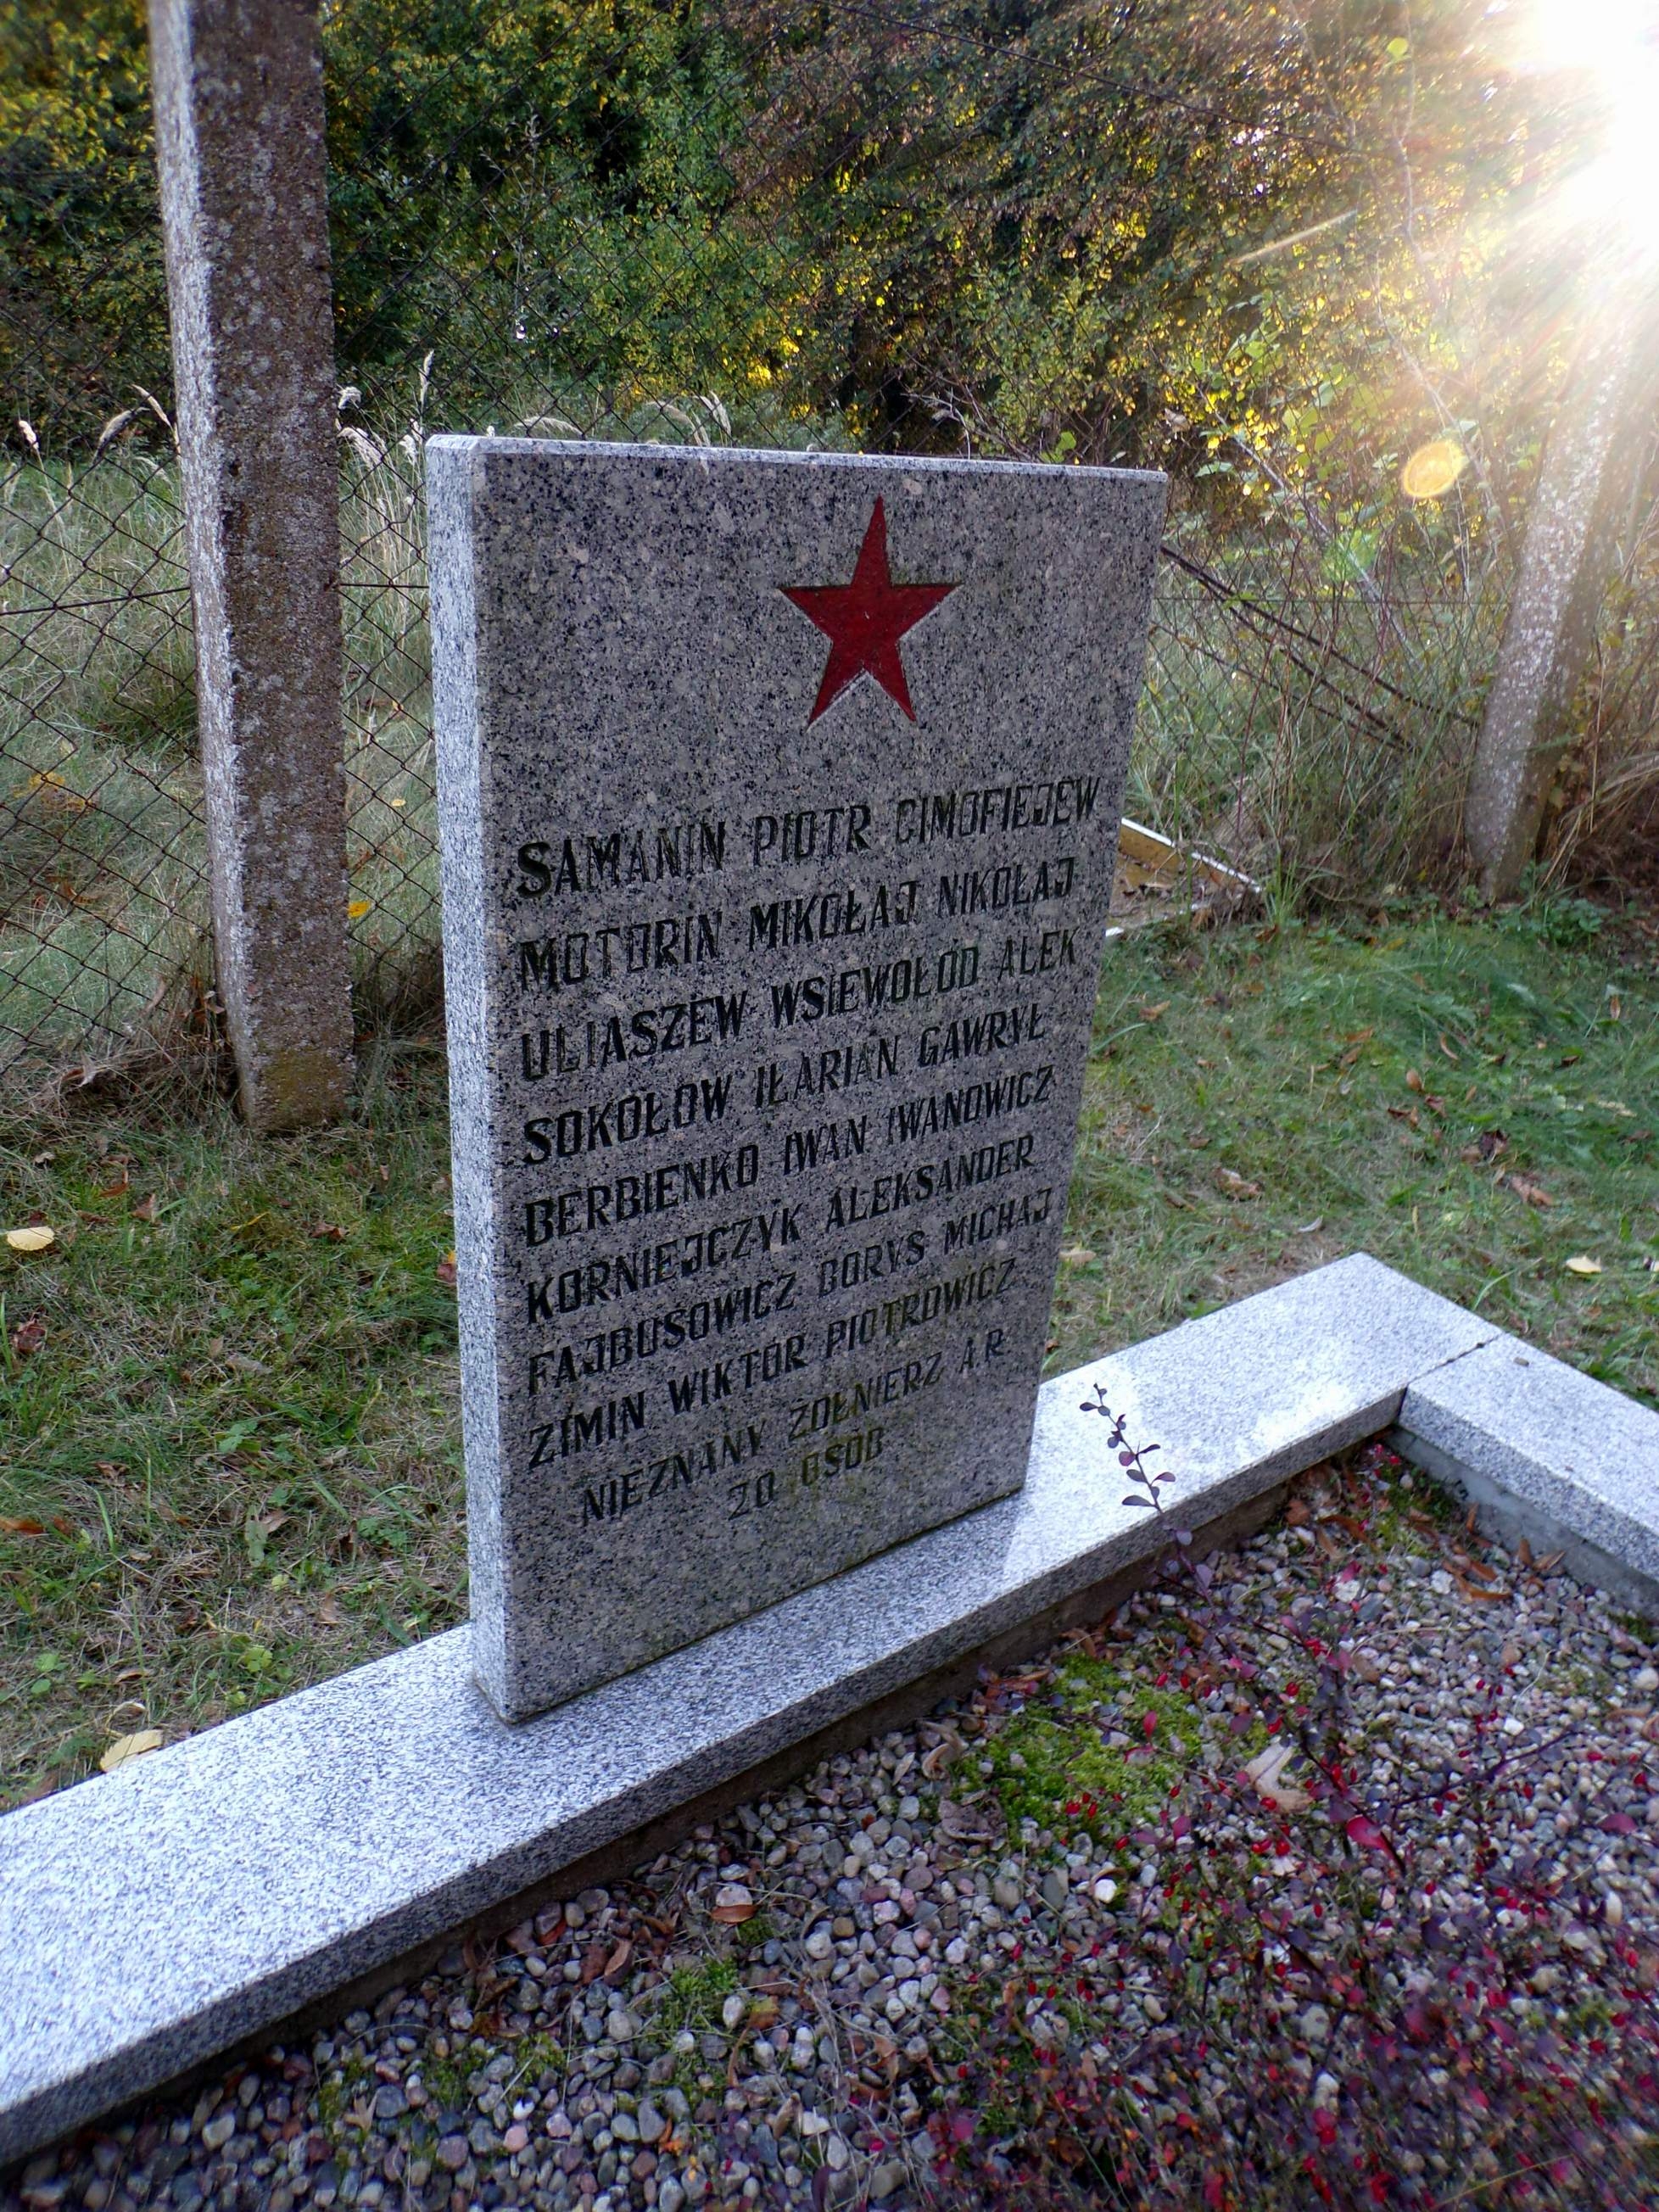 SAMANIN PIOTR CIMOFIEJEW
MOTORIN MIKOŁAJ NIKOŁAJ
ULIASZEW WSIEWOŁOD ALEK
SOKOŁOW IŁARIAN GAWRYŁ
BERBIENKO IWAN IWANOWICZ
KORNIEJCZYK ALEKSANDER
FAJBUSOWICZ BORYS MICHAJ
ZIMIN WIKTOR PIOTROWICZ
NIEZNANY ŻOŁNIERZ A.R
20 OSÓB